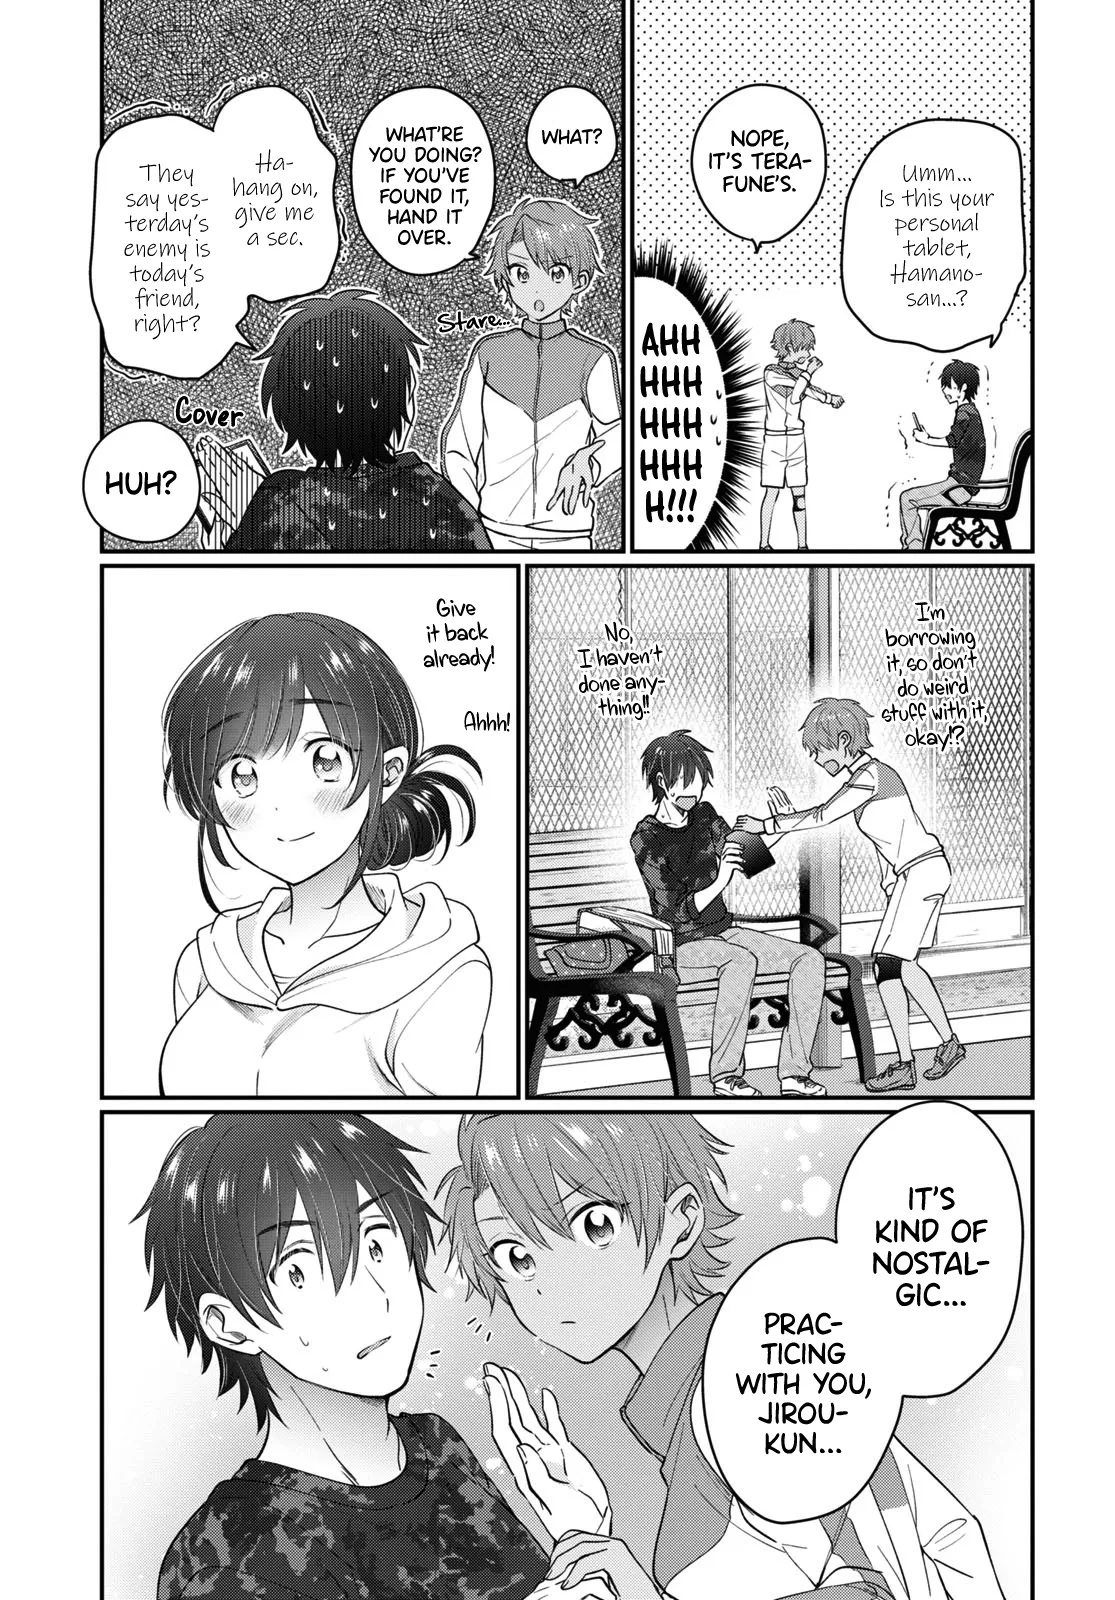 Umm...
Is this your
personal
tablet,
Hamano-
san...?
NOPE,
IT'S TERA-
FUNE'S.
AHH
HHH
HHH
HHH
H!!!
WHAT?
WHAT'RE
YOU DOING?
IF YOU'VE
FOUND IT,
HAND IT
OVER.
Stare...
Ha-
hang on,
give me
a sec.
They
say yes-
terday's
enemy is
today's
friend,
right?
Cover
HUH?
I'm
borrowing
it, so don't
do weird
stuff with it,
okay!?
No,
I haven't
done any-
thing!!
Give
it back
already!
Ahhh!
IT'S
KIND OF
NOSTAL-
GIC...
PRAC-
TICING
WITH YOU,
JIROU-
KUN...